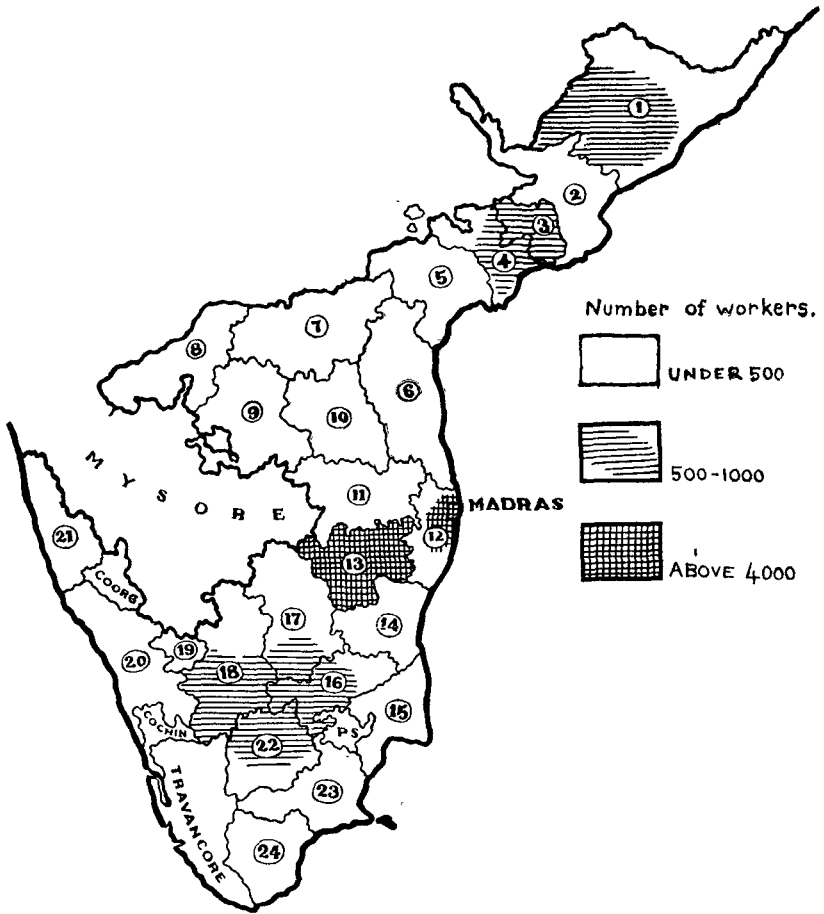 1
2
3
4
5
Number of workers.
7
8
UNDER 500
6
9
10
500-1000
MYSORE
11
MADRAS
21
12
13
ABOVE 4000
COORG
17
14
19
20
18
16
15
COCHIN
PS
22
TRAVANCORE
23
24